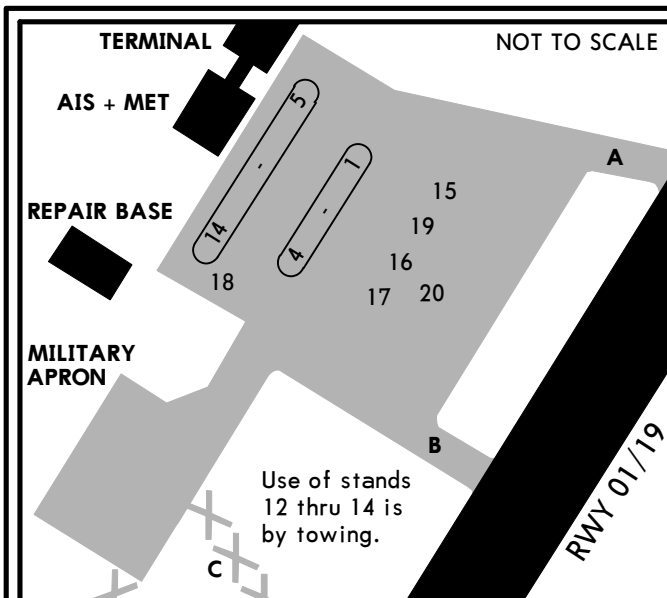 TERMINAL
NOT TO SCALE
AIS + MET
5
-
14
1
-
4
A
15
REPAIR BASE
19
16
18
17
20
MILITARY
APRON
B
RWY 01/19
Use of stands
12 thru 14 is
by towing.
C